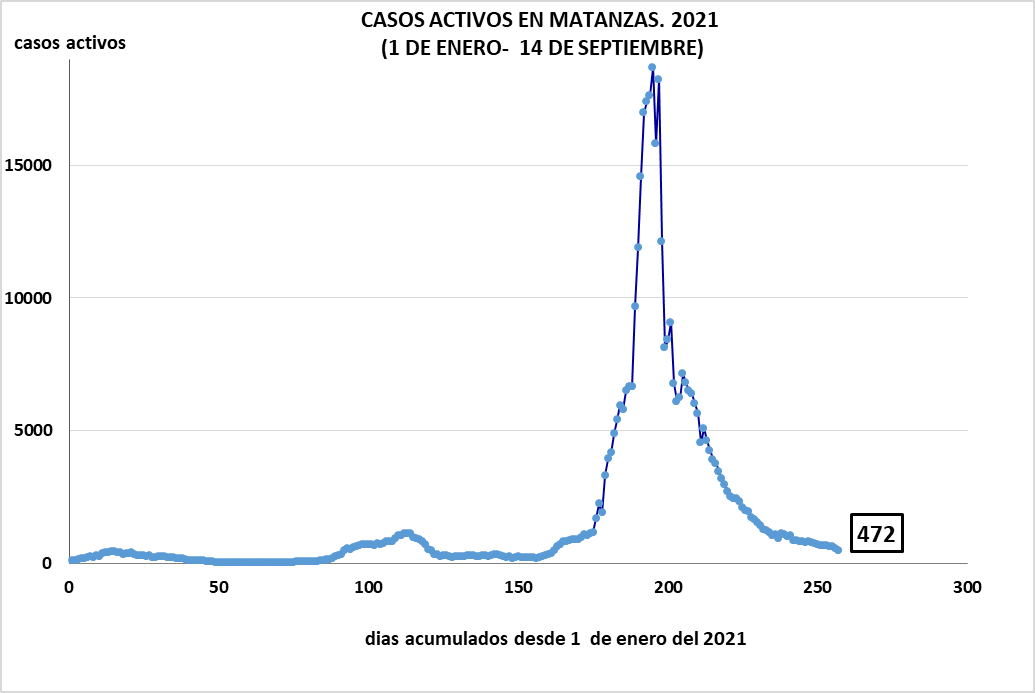 CASOS ACTIVOS EN MATANZAS. 2021
(1 DE ENERO-  14 DE SEPTIEMBRE)
casos activos
15000
10000
5000
0
472
0 50 100 150 200 250 300
dias acumulados desde 1  de enero del 2021